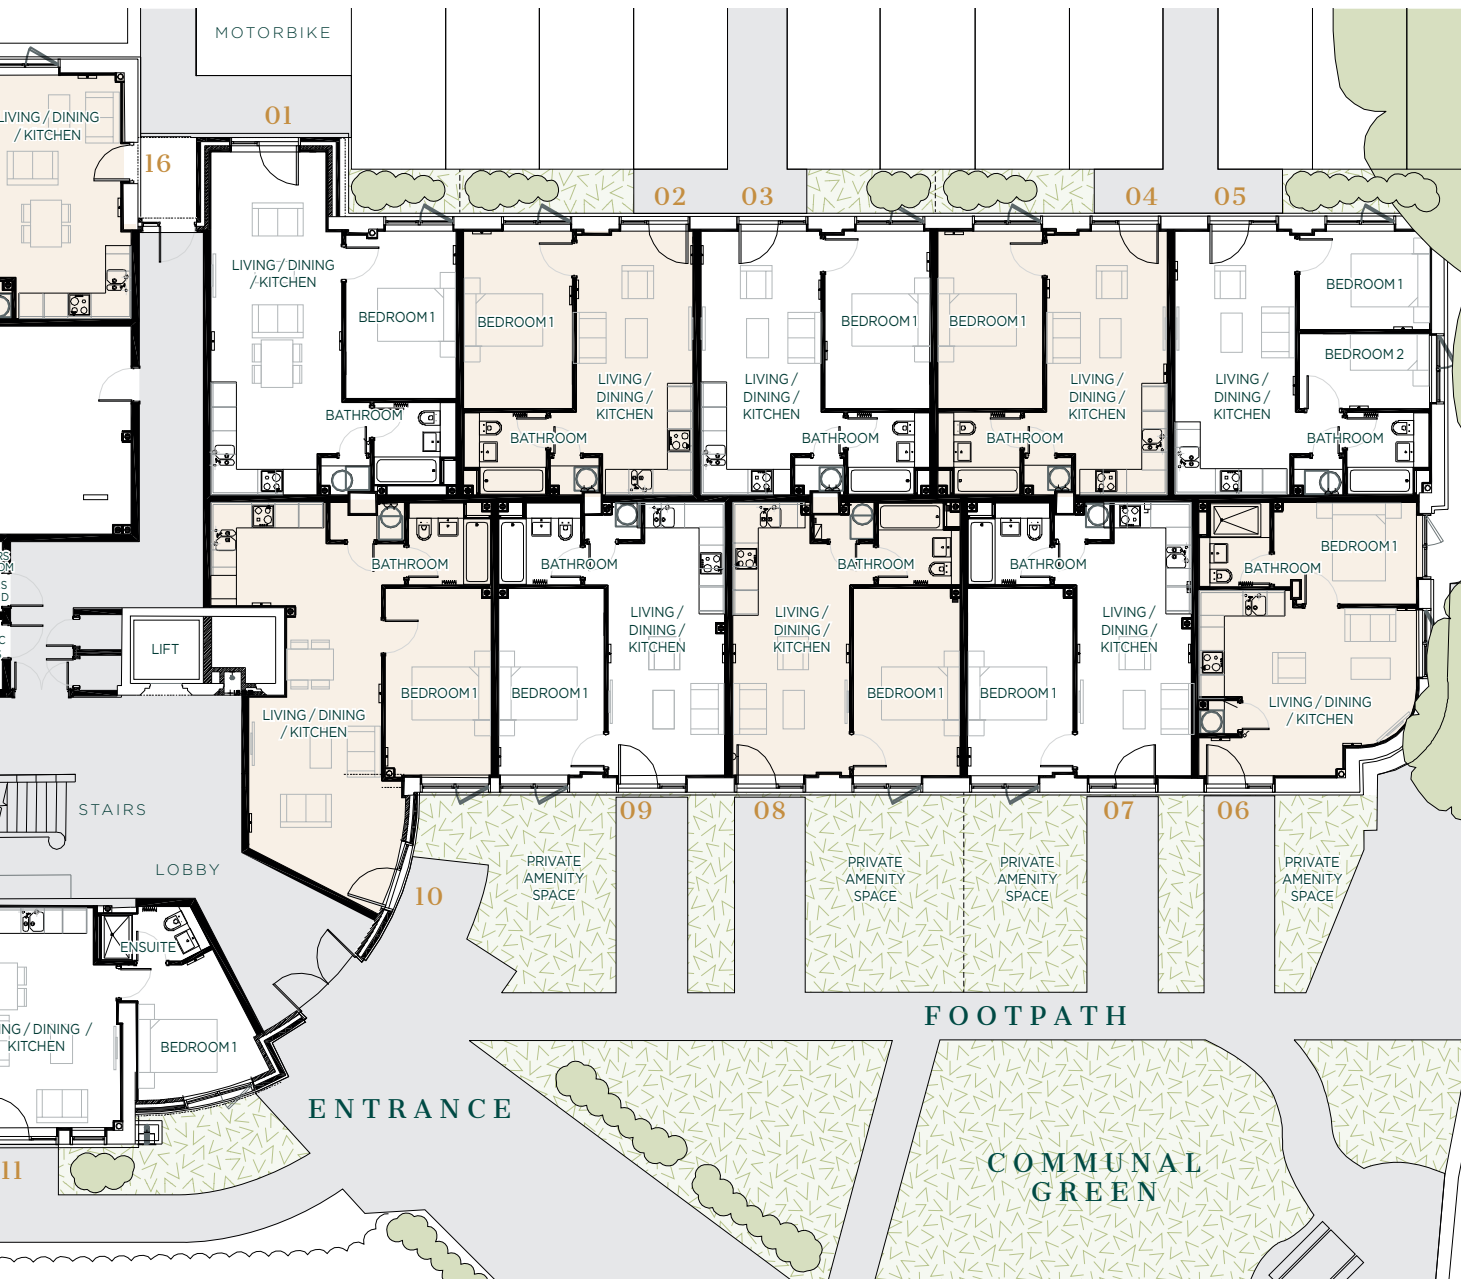 MOTORBIKE
01
LIVING / DINING
/ KITCHEN
16
02
03
04
05
LIVING / DINING
/ KITCHEN
BEDROOM 1
BATHROOM
BEDROOM 1
LIVING /
DINING /
KITCHEN
BATHROOM
LIVING /
DINING /
KITCHEN
BEDROOM 1
BATHROOM
BEDROOM 1
LIVING /
DINING /
KITCHEN
BATHROOM
LIVING /
DINING /
KITCHEN
BEDROOM 1
BEDROOM 2
BATHROOM
BATHROOM
LIVING / DINING
/ KITCHEN
BEDROOM 1
BATHROOM
BEDROOM 1
LIVING /
DINING /
KITCHEN
LIVING /
DINING /
KITCHEN
BATHROOM
BEDROOM 1
BATHROOM
BEDROOM 1
LIVING /
DINING /
KITCHEN
BATHROOM
BEDROOM 1
LIVING / DINING
/ KITCHEN
LIFT
STAIRS
LOBBY
09
08
07
06
10
PRIVATE
AMENITY
SPACE
PRIVATE
AMENITY
SPACE
PRIVATE
AMENITY
SPACE
PRIVATE
AMENITY
SPACE
ENSUITE
NG / DINING /
KITCHEN
BEDROOM 1
11
FOOTPATH
ENTRANCE
COMMUNAL
GREEN